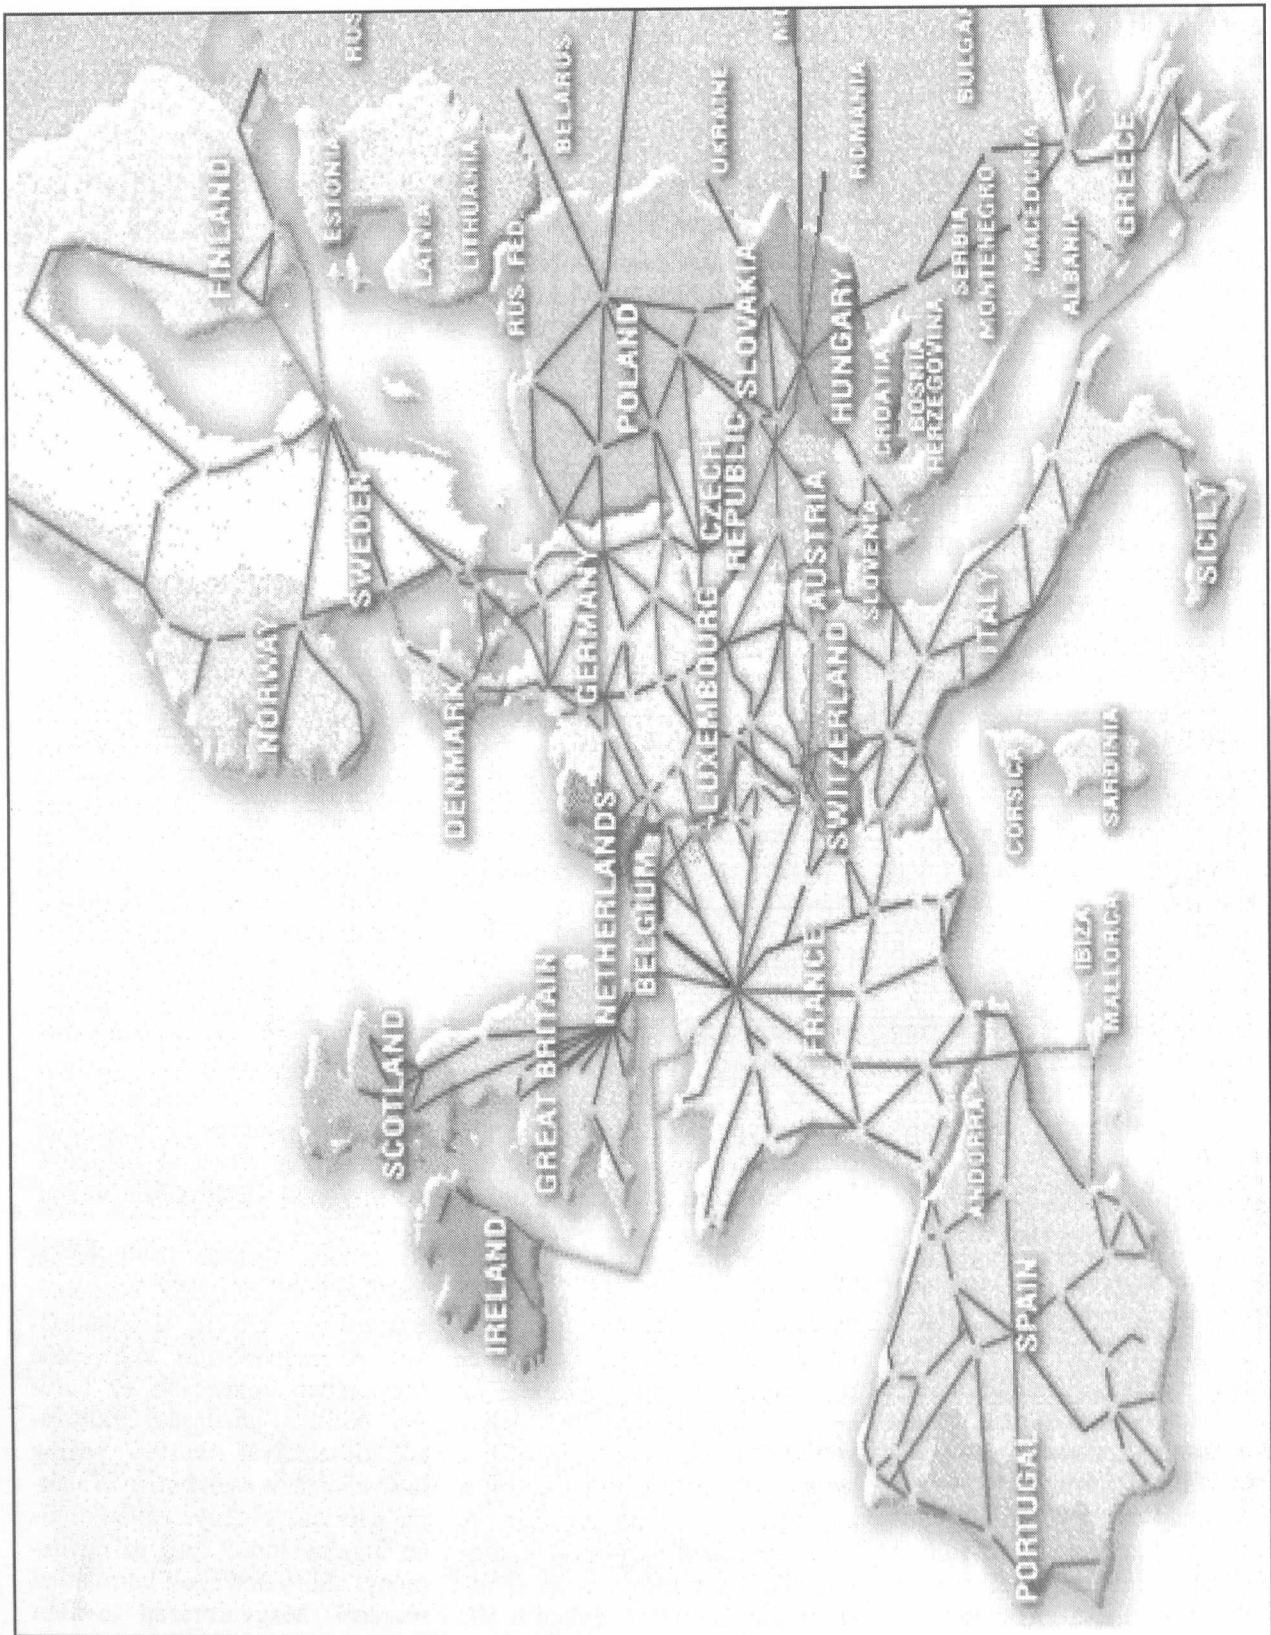 NORWAY
SWEDEN
FINLAND
RUS
ESTONIA
LATVIA
LITHUANIA
RUS FED.
BELARUS
SCOTLAND
IRELAND
GREAT BRITAIN
DENMARK
NETHERLANDS
BELGIUM
GERMANY
POLAND
LUXEMBOURG
CZECH
REPUBLIC
SLOVAKIA
UKRAINE
FRANCE
SWITZERLAND
AUSTRIA
SLOVENIA
HUNGARY
ROMANIA
CROATIA
BOSNIA
HERZEGOVINA
SERBIA
MONTENEGRO
BULGA
MACEDONIA
ALBANIA
GREECE
ITALY
CORSICA
SARDINIA
SICILY
ANDORRA
SPAIN
PORTUGAL
IBIZA
MALLORCA